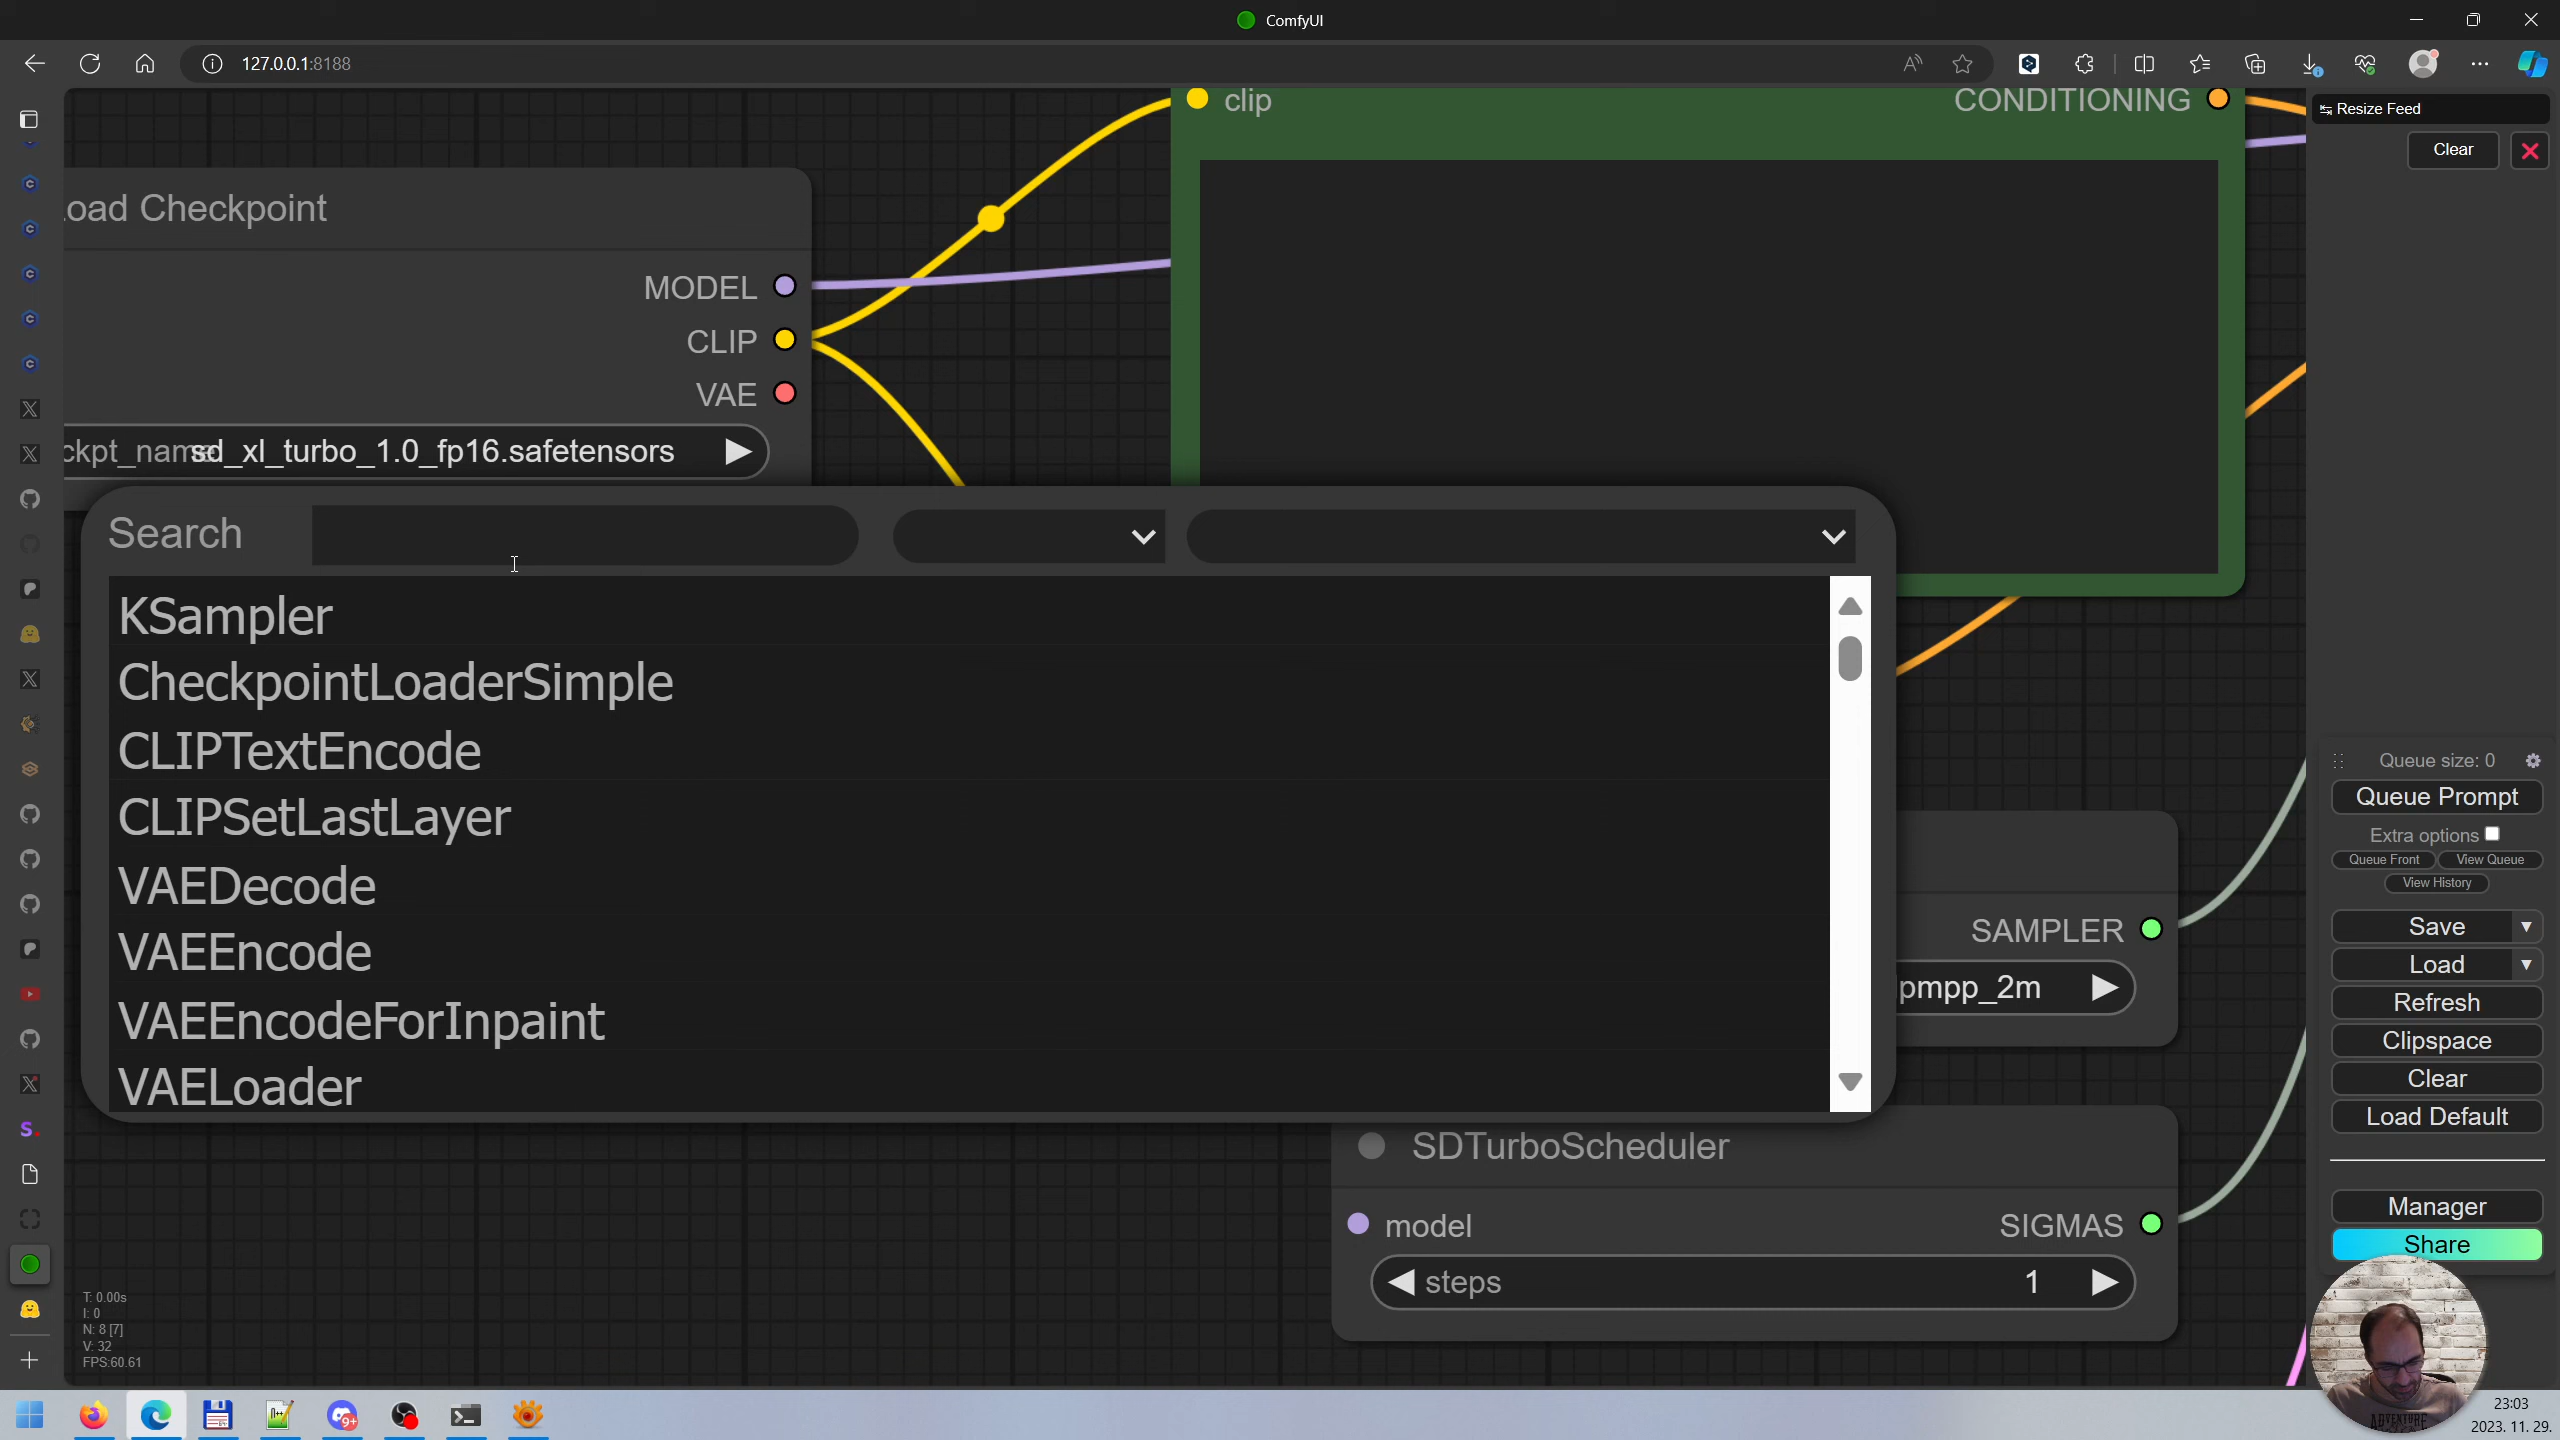 ComfyUI
127.0.0.1:8188
clip
CONDITIONING
Resize Feed
Clear
oad Checkpoint
MODEL
CLIP
VAE
ckpt_name
sd_xl_turbo_1.0_fp16.safetensors
Search
KSampler
CheckpointLoaderSimple
CLIPTextEncode
CLIPSetLastLayer
VAEDecode
VAEEncode
VAEEncodeForInpaint
VAELoader
SAMPLER
pmpp_2m
SDTurboScheduler
model
SIGMAS
steps
1
Queue size: 0
Queue Prompt
Extra options
Queue Front
View Queue
View History
Save
Load
Refresh
Clipspace
Clear
Load Default
Manager
Share
T: 0.00s
I: 0
N: 8 [7]
V: 32
FPS:60.61
9+
ADVENTURE
23:03
2023. 11. 29.